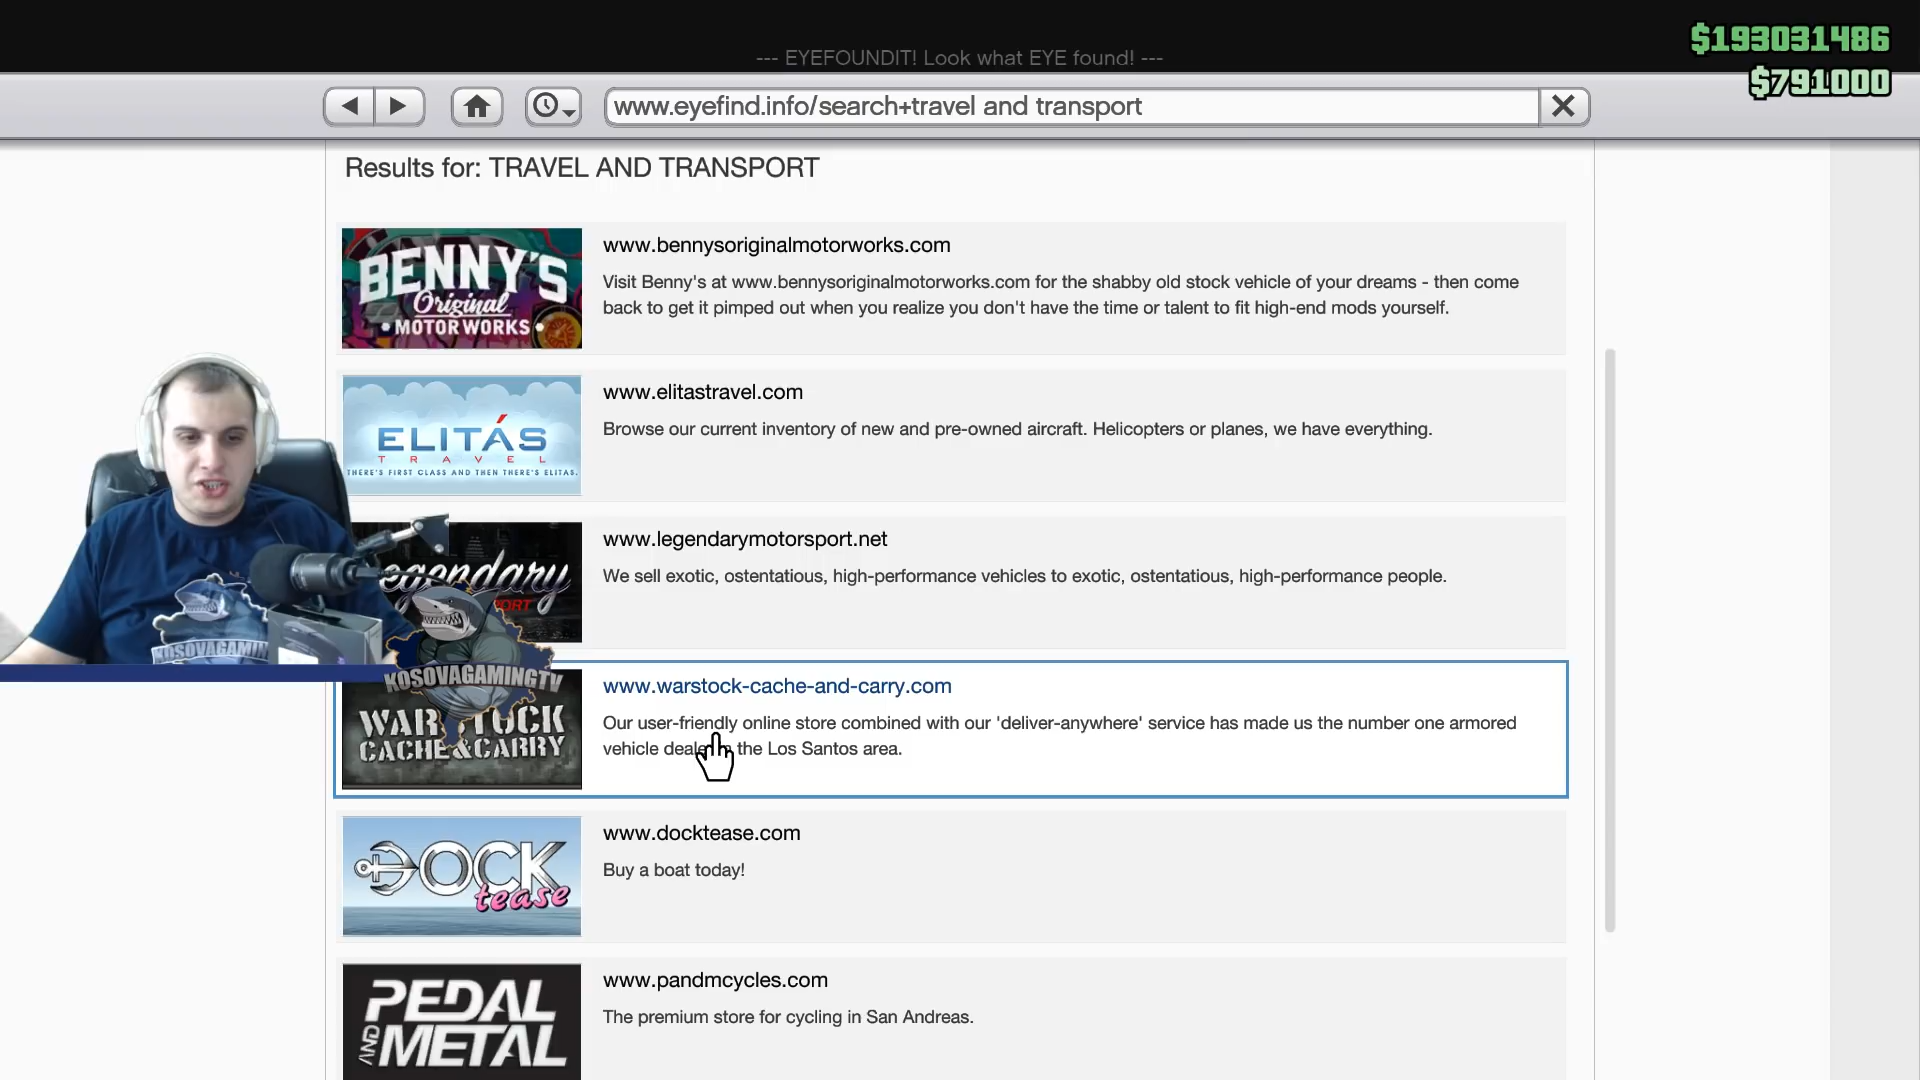 $193031486
--- EYEFOUNDIT! Look what EYE found! ---
$791000
www.eyefind.info/search+travel and transport
Results for: TRAVEL AND TRANSPORT
BENNY'S
Original
• MOTORWORKS •
www.bennysoriginalmotorworks.com
Visit Benny's at www.bennysoriginalmotorworks.com for the shabby old stock vehicle of your dreams - then come
back to get it pimped out when you realize you don't have the time or talent to fit high-end mods yourself.
ELITÁS
TRAVEL
THERE'S FIRST CLASS AND THEN THERE'S ELITAS.
www.elitastravel.com
Browse our current inventory of new and pre-owned aircraft. Helicopters or planes, we have everything.
www.legendarymotorsport.net
We sell exotic, ostentatious, high-performance vehicles to exotic, ostentatious, high-performance people.
KOSOVAGAMIN
KOSOVAGAMINGTV
CACHE&CARRY
www.warstock-cache-and-carry.com
Our user-friendly online store combined with our 'deliver-anywhere' service has made us the number one armored
vehicle the Los Santos area.
DOCK
tease
www.docktease.com
Buy a boat today!
PEDAL
AND
METAL
www.pandmcycles.com
The premium store for cycling in San Andreas.